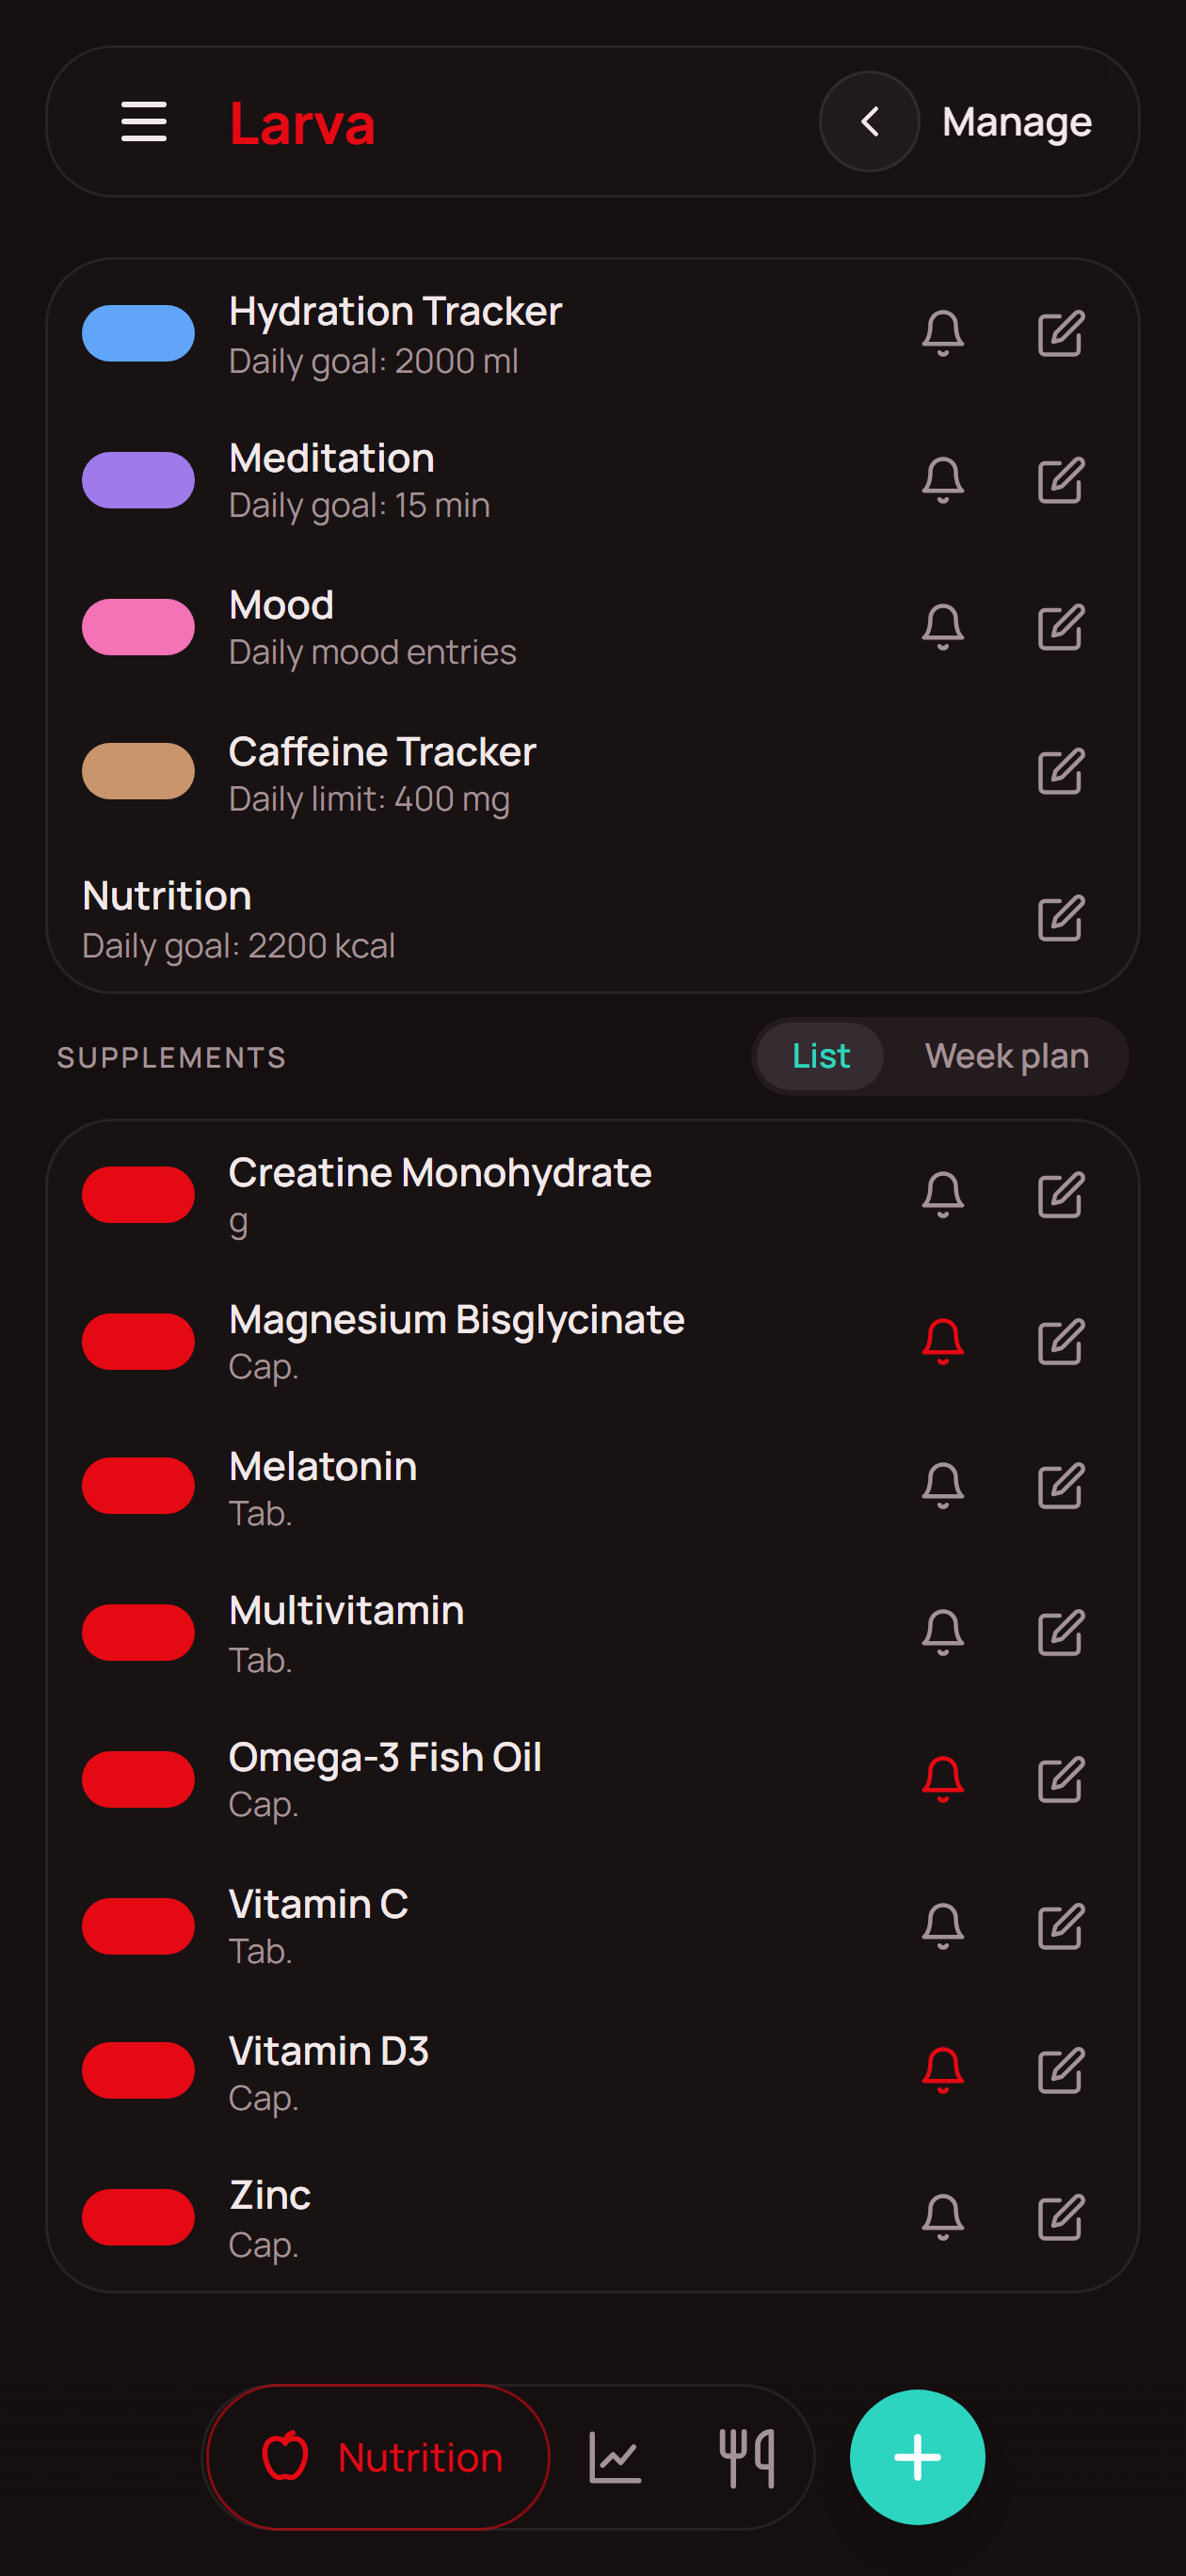 Larva
Manage
Hydration Tracker
Daily goal: 2000 ml
Meditation
Daily goal: 15 min
Mood
Daily mood entries
Caffeine Tracker
Daily limit: 400 mg
Nutrition
Daily goal: 2200 kcal
SUPPLEMENTS
List
Week plan
Creatine Monohydrate
g
Magnesium Bisglycinate
Cap.
Melatonin
Tab.
Multivitamin
Tab.
Omega-3 Fish Oil
Cap.
Vitamin C
Tab.
Vitamin D3
Cap.
Zinc
Cap.
Nutrition